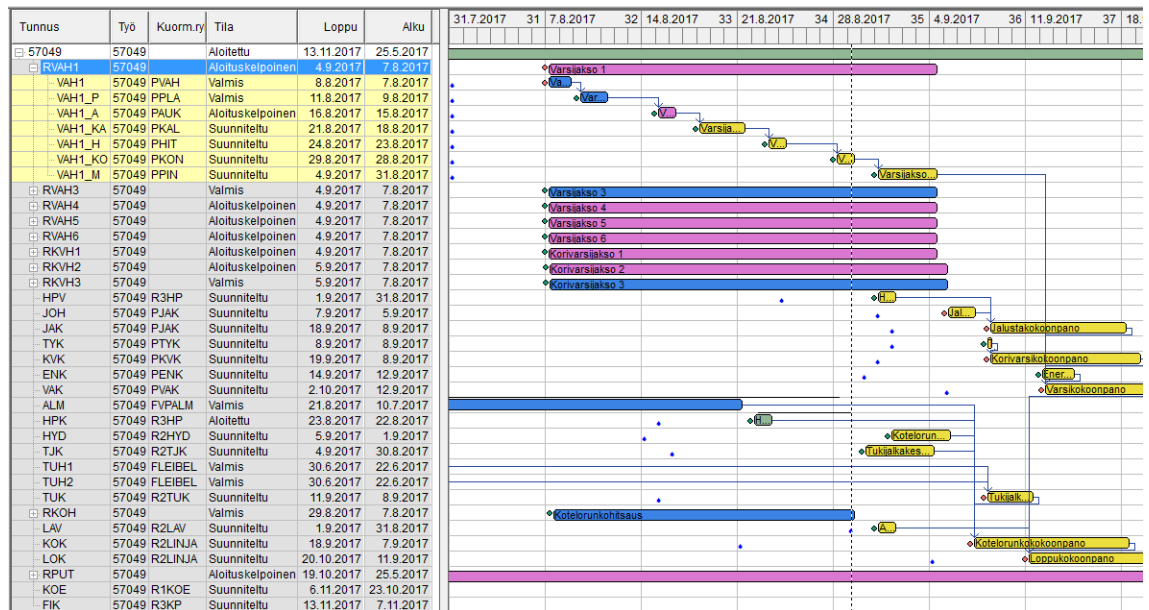 Tunnus Työ Kuorm.ry Tila Loppu Alku 31.7.2017 31 7.8.2017 32 14.8.2017 33 21.8.2017 34 28.8.2017 35 4.9.2017 36 11.9.2017 37 18.
57049 57049 Aloitettu 13.11.2017 25.5.2017
RVAH1 57049 Aloituskelpoinen 4.9.2017 7.8.2017 Varsijakso 1
VAH1 57049 PVAH Valmis 8.8.2017 7.8.2017 Va...
VAH1_P 57049 PPLA Valmis 11.8.2017 9.8.2017 Var...
VAH1_A 57049 PAUK Aloituskelpoinen 16.8.2017 15.8.2017 V...
VAH1_KA 57049 PKAL Suunniteltu 21.8.2017 18.8.2017 Varsija...
VAH1_H 57049 PHIT Suunniteltu 24.8.2017 23.8.2017 V...
VAH1_KO 57049 PKON Suunniteltu 29.8.2017 28.8.2017 V...
VAH1_M 57049 PPIN Suunniteltu 4.9.2017 31.8.2017 Varsijakso...
RVAH3 57049 Valmis 4.9.2017 7.8.2017 Varsijakso 3
RVAH4 57049 Aloituskelpoinen 4.9.2017 7.8.2017 Varsijakso 4
RVAH5 57049 Aloituskelpoinen 4.9.2017 7.8.2017 Varsijakso 5
RVAH6 57049 Aloituskelpoinen 4.9.2017 7.8.2017 Varsijakso 6
RKVH1 57049 Aloituskelpoinen 4.9.2017 7.8.2017 Korivarsijakso 1
RKVH2 57049 Aloituskelpoinen 5.9.2017 7.8.2017 Korivarsijakso 2
RKVH3 57049 Valmis 5.9.2017 7.8.2017 Korivarsijakso 3
HPV 57049 R3HP Suunniteltu 1.9.2017 31.8.2017 H...
JOH 57049 PJAK Suunniteltu 7.9.2017 5.9.2017 Jal...
JAK 57049 PJAK Suunniteltu 18.9.2017 8.9.2017 Jalustakokoonpano
TYK 57049 PTYK Suunniteltu 8.9.2017 8.9.2017
KVK 57049 PKVK Suunniteltu 19.9.2017 8.9.2017 Korivarsikokoonpano
ENK 57049 PENK Suunniteltu 14.9.2017 12.9.2017 Ener...
VAK 57049 PVAK Suunniteltu 2.10.2017 12.9.2017 Varsikokoonpano
ALM 57049 FVPALM Valmis 21.8.2017 10.7.2017
HPK 57049 R3HP Aloitettu 23.8.2017 22.8.2017 H...
HYD 57049 R2HYD Suunniteltu 5.9.2017 1.9.2017 Kotelorun...
TJK 57049 R2TJK Suunniteltu 4.9.2017 30.8.2017 Tukijalkakes...
TUH1 57049 FLEIBEL Valmis 30.6.2017 22.6.2017
TUH2 57049 FLEIBEL Valmis 30.6.2017 22.6.2017
TUK 57049 R2TUK Suunniteltu 11.9.2017 8.9.2017 Tukijalk...
RKOH 57049 Valmis 29.8.2017 7.8.2017 Kotelorunkohitsaus
LAV 57049 R2LAV Suunniteltu 1.9.2017 31.8.2017 A...
KOK 57049 R2LINJA Suunniteltu 18.9.2017 7.9.2017 Kotelorunkokokoonpano
LOK 57049 R2LINJA Suunniteltu 20.10.2017 11.9.2017 Loppukokoonpano
RPUT 57049 Aloituskelpoinen 19.10.2017 25.5.2017
KOE 57049 R1KOE Suunniteltu 6.11.2017 23.10.2017
FIK 57049 R3KP Suunniteltu 13.11.2017 7.11.2017